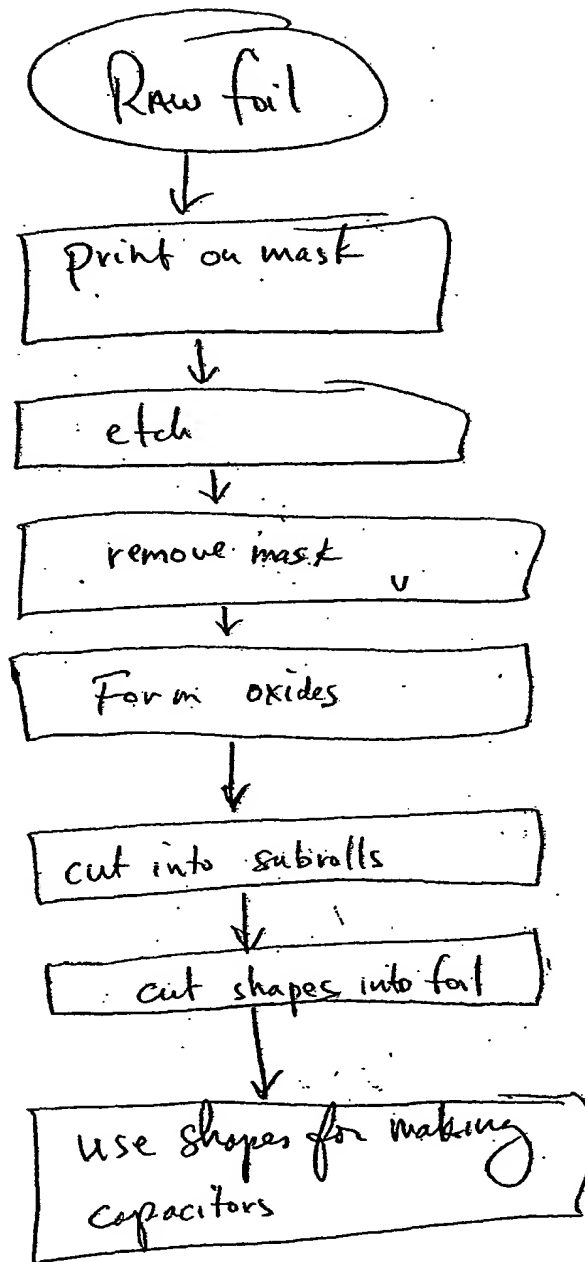 RAW foil
print on mask
etch
remove mask
Form oxides
cut into subrolls
cut shapes into foil
use shapes for making
capacitors